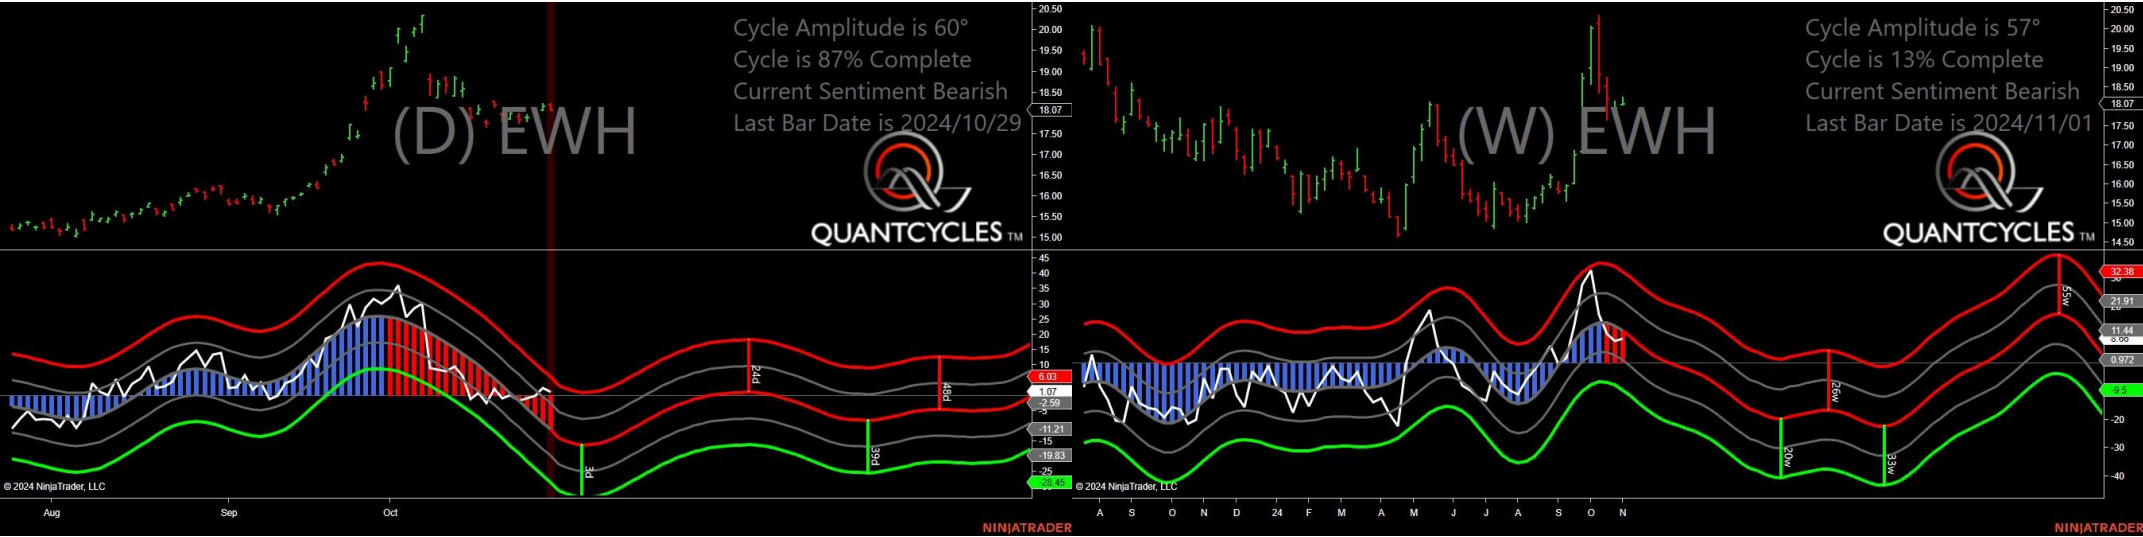 Cycle Amplitude is 60°
Cycle is 87% Complete
Current Sentiment Bearish
Last Bar Date is 2024/10/29
(D) EWH
QUANTCYCLES TM
20.50
20.00
19.50
19.00
18.50
18.07
17.50
17.00
16.50
16.00
15.50
15.00
45
40
35
30
25
20
15
10
6.03
1.07
-2.59
-5
-11.21
-15
-19.83
-25
-28.45
24d
48d
3d
39d
© 2024 NinjaTrader, LLC
Aug
Sep
Oct
NINJATRADER
Cycle Amplitude is 57°
Cycle is 13% Complete
Current Sentiment Bearish
Last Bar Date is 2024/11/01
(W) EWH
QUANTCYCLES TM
20.50
20.00
19.50
19.00
18.50
18.07
17.50
17.00
16.50
16.00
15.50
15.00
14.50
32.38
21.91
11.44
8.66
0.972
-9.5
-20
-30
-40
55w
26w
20w
33w
© 2024 NinjaTrader, LLC
A S O N D 24 F M A M J J A S O N
NINJATRADER